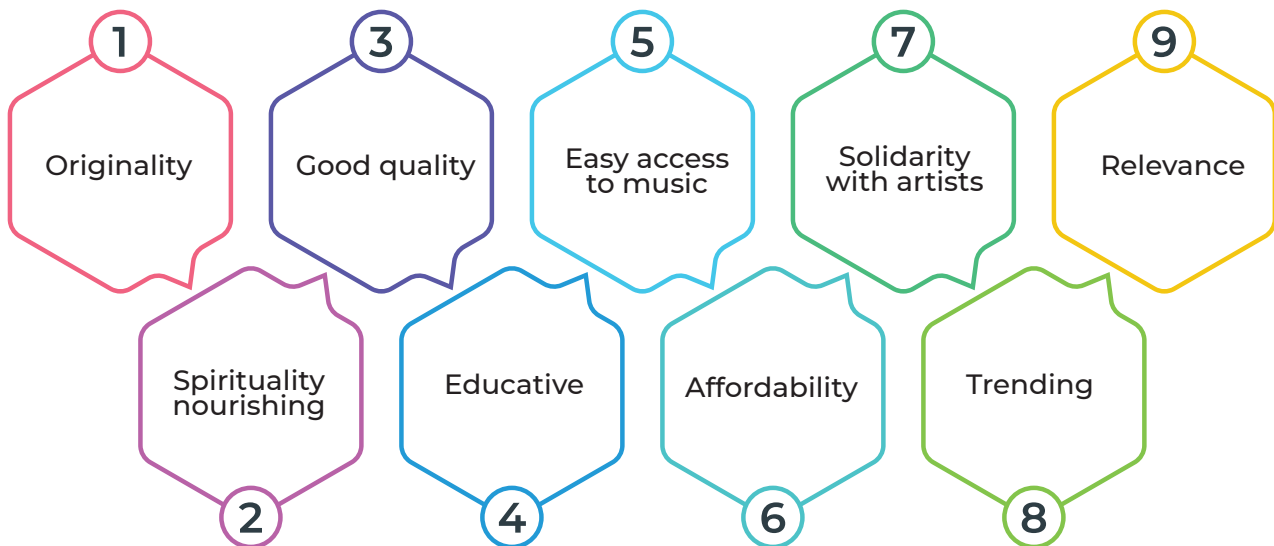 1
Originality
2
Spirituality
nourishing
3
Good quality
4
Educative
5
Easy access
to music
6
Affordability
7
Solidarity
with artists
8
Trending
9
Relevance